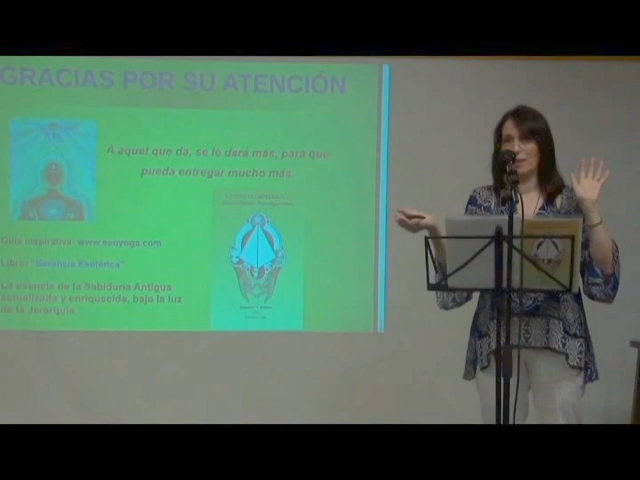 GRACIAS POR SU ATENCIÓN
A aquel que da, se le dará más, para que
pueda entregar mucho más.
Guía inspirativa: www.esoyoga.com
Libro: "Gerencia Esotérica"
La esencia de la Sabiduría Antigua
actualizada y enriquecida, bajo la luz
de la Jerarquía